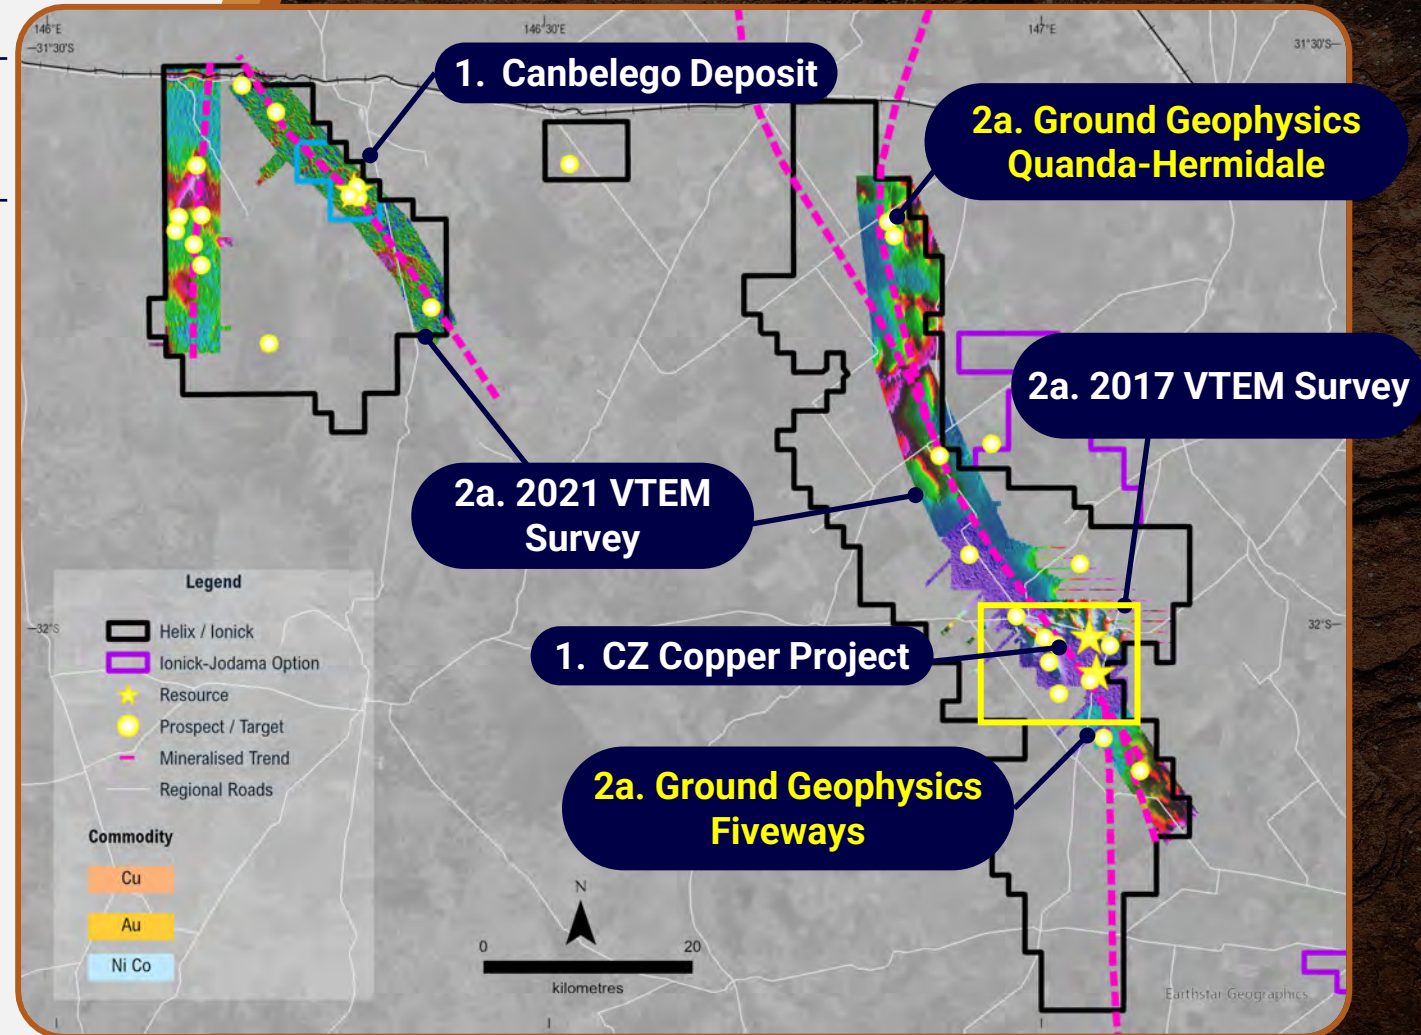 146°E
146°30'E
147°E
31°30'S
31°30'S
1. Canbelego Deposit
2a. Ground Geophysics
Quanda-Hermidale
2a. 2017 VTEM Survey
2a. 2021 VTEM
Survey
Legend
Helix / Ionick
Ionick-Jodama Option
Resource
Prospect / Target
Mineralised Trend
Regional Roads
Commodity
Cu
Au
Ni Co
32°S
32°S
1. CZ Copper Project
2a. Ground Geophysics
Fiveways
N
0
20
kilometres
Earthstar Geographics